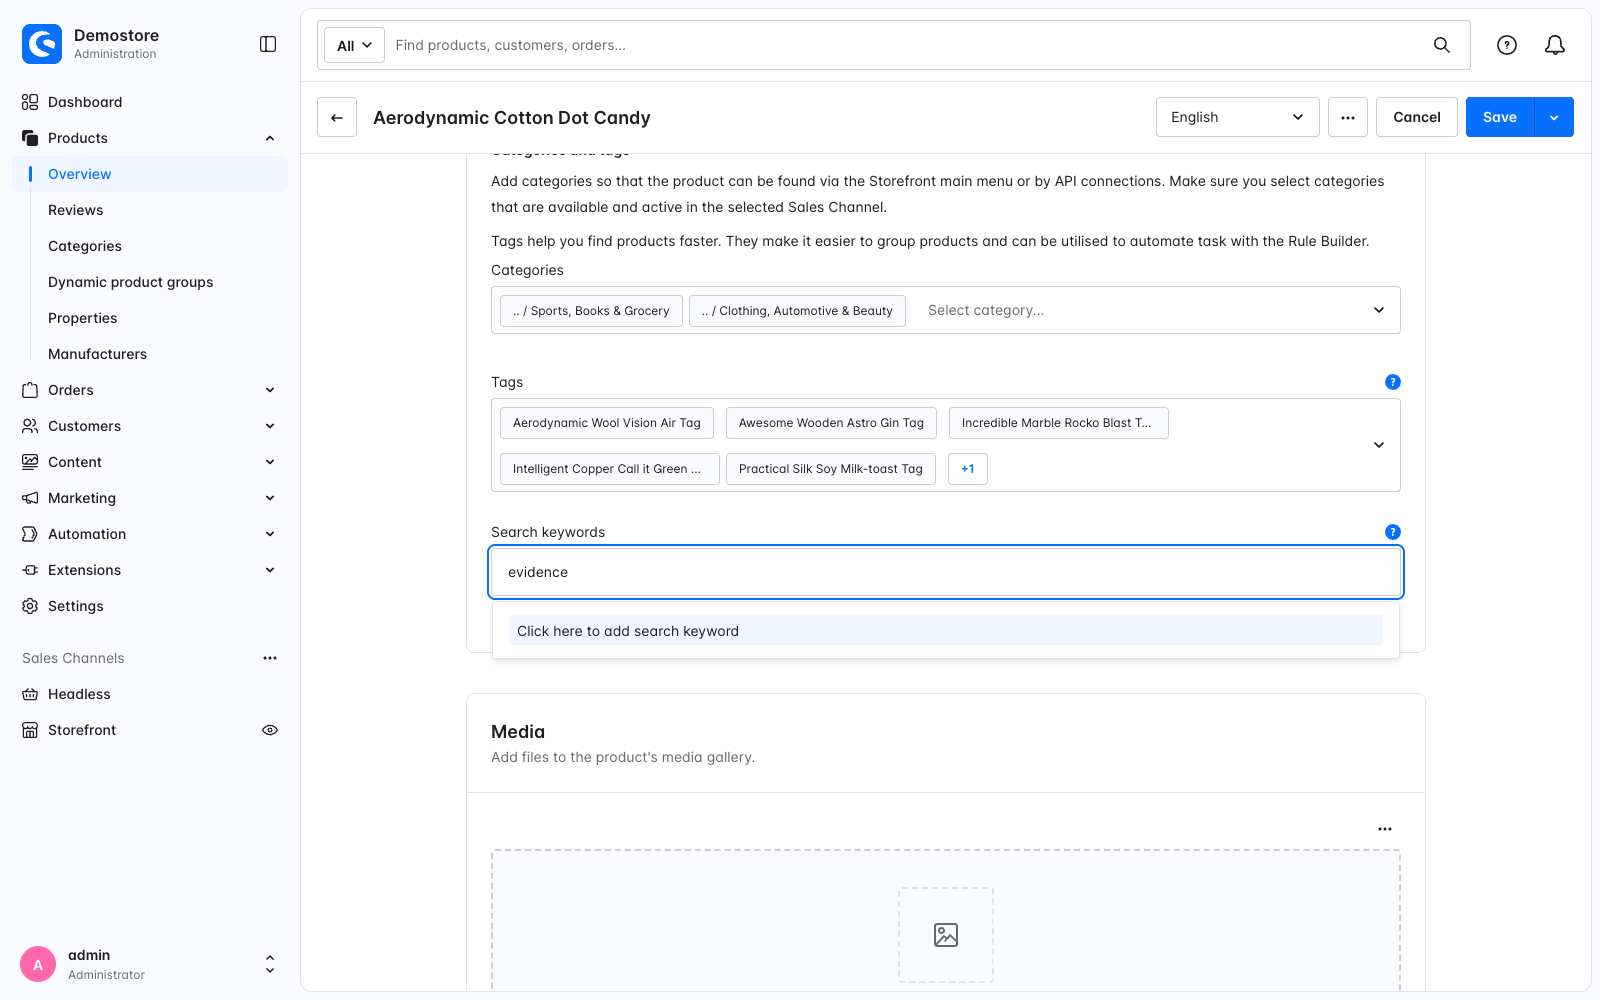 Demostore
Administration
Dashboard
Products
Overview
Reviews
Categories
Dynamic product groups
Properties
Manufacturers
Orders
Customers
Content
Marketing
Automation
Extensions
Settings
Sales Channels
Headless
Storefront
A
admin
Administrator
All
Find products, customers, orders...
Aerodynamic Cotton Dot Candy
English
Cancel
Save
Categories and tags
Add categories so that the product can be found via the Storefront main menu or by API connections. Make sure you select categories
that are available and active in the selected Sales Channel.
Tags help you find products faster. They make it easier to group products and can be utilised to automate task with the Rule Builder.
Categories
.. / Sports, Books & Grocery
.. / Clothing, Automotive & Beauty
Select category...
Tags
?
Aerodynamic Wool Vision Air Tag
Awesome Wooden Astro Gin Tag
Incredible Marble Rocko Blast T...
Intelligent Copper Call it Green ...
Practical Silk Soy Milk-toast Tag
+1
Search keywords
?
evidence
Click here to add search keyword
Media
Add files to the product's media gallery.